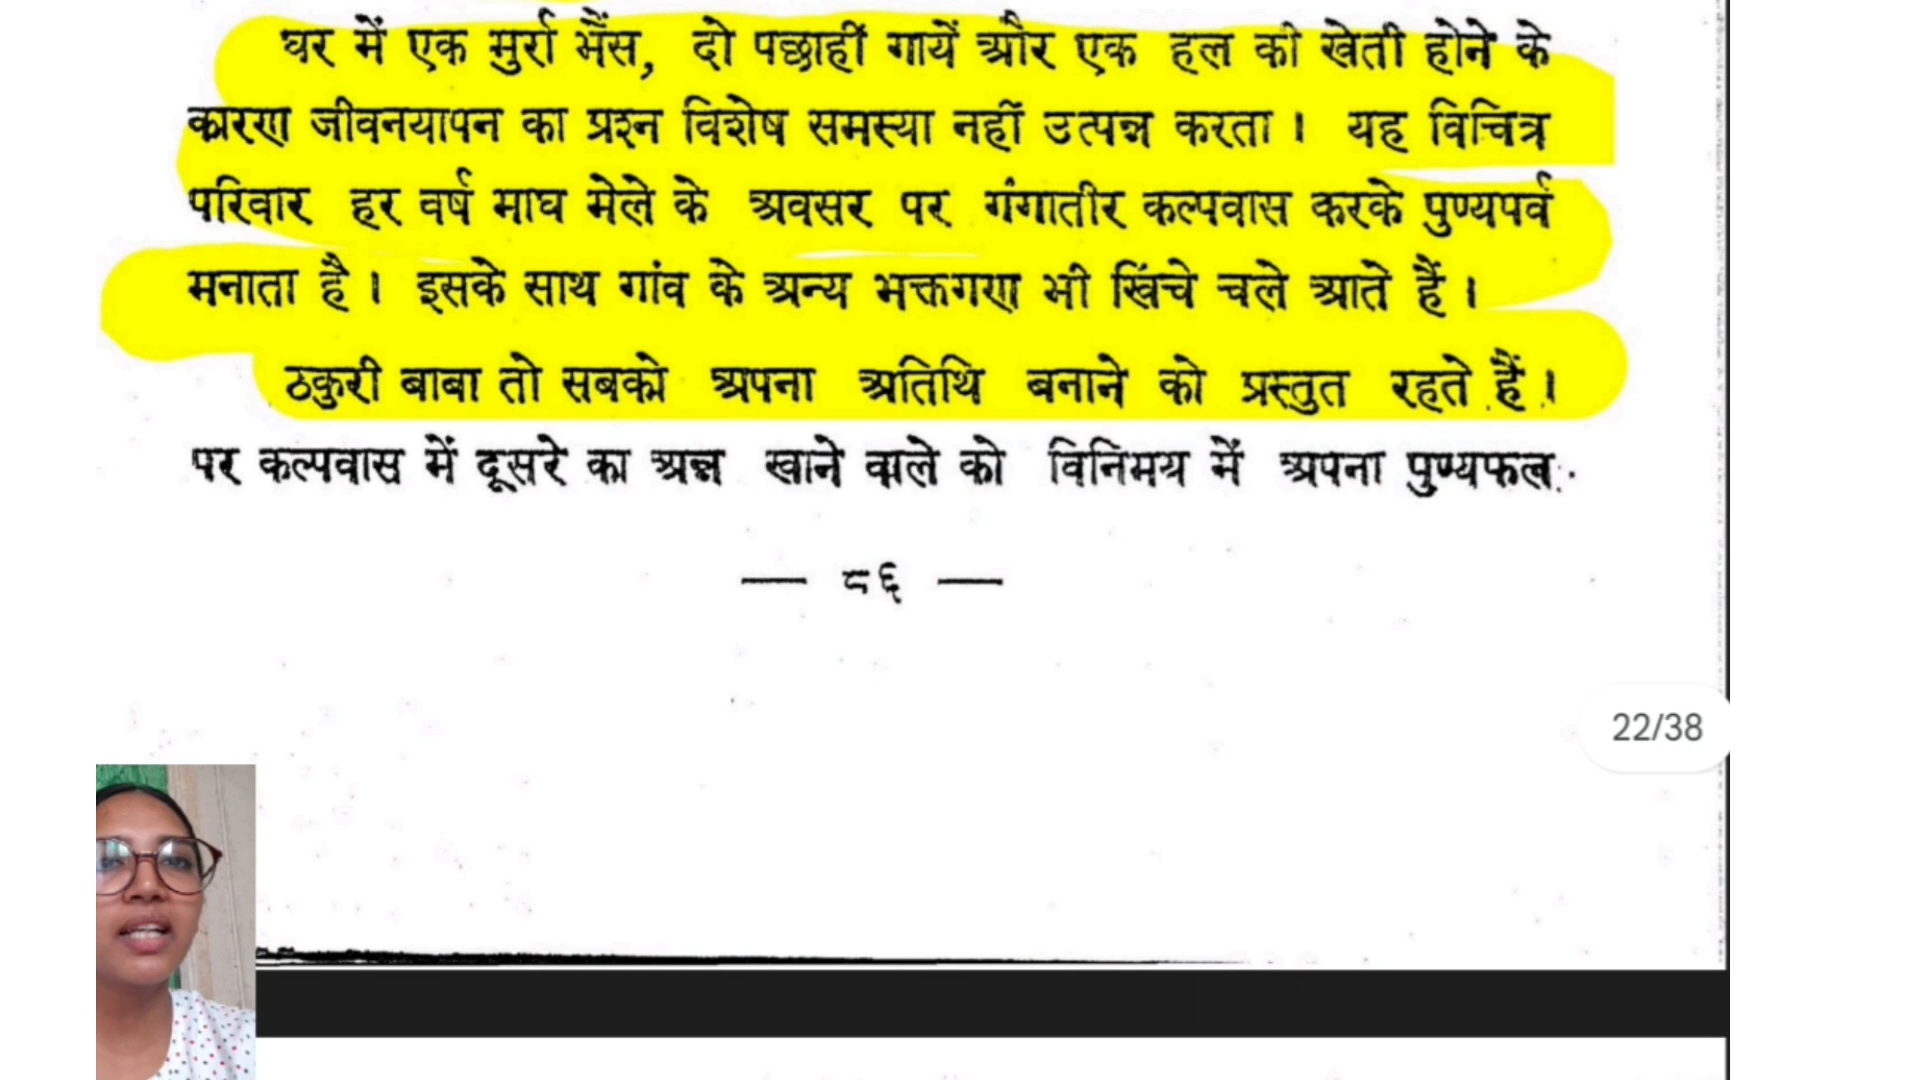 घर में एक मुर्रा भैंस, दो पछाहीं गायें और एक हल की खेती होने के
कारण जीवनयापन का प्रश्न विशेष समस्या नहीं उत्पन्न करता । यह विचित्र
परिवार हर वर्ष माघ मेले के अवसर पर गंगातीर कल्पवास करके पुण्यपर्व
मनाता है । इसके साथ गांव के अन्य भक्तगण भी खिंचे चले आते हैं ।
ठकुरी बाबा तो सबको अपना अतिथि बनाने को प्रस्तुत रहते हैं ।
पर कल्पवास में दूसरे का अन्न खाने वाले को विनिमय में अपना पुण्यफल
— ८६ —
22/38